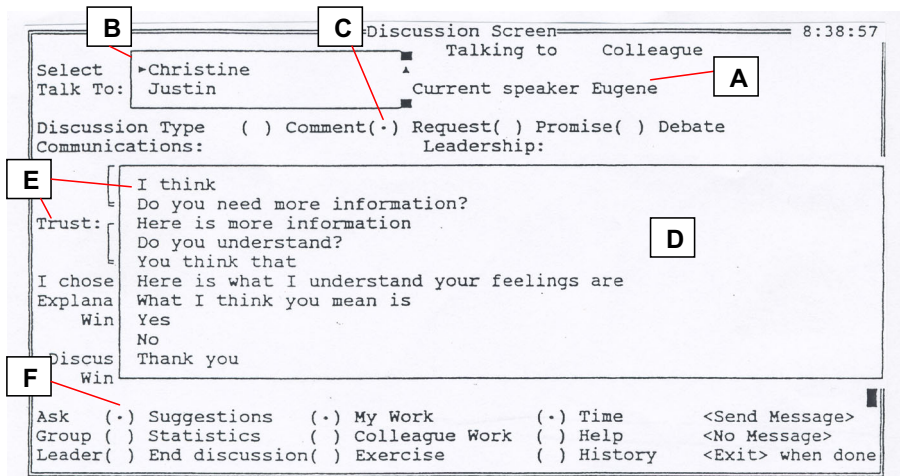 B
C
Discussion Screen 8:38:57
Talking to Colleague
A
Select
Talk To:
Christine
Justin
Current speaker Eugene
Discussion Type ( ) Comment(·) Request( ) Promise( ) Debate
Communications: Leadership:
E
I think
Do you need more information?
Trust: Here is more information
D
Do you understand?
You think that
I chose Here is what I understand your feelings are
Explana What I think you mean is
Win Yes
No
Discus Thank you
F
Win
Ask (·) Suggestions (·) My Work (·) Time <Send Message>
Group ( ) Statistics ( ) Colleague Work ( ) Help <No Message>
Leader( ) End discussion( ) Exercise ( ) History <Exit> when done